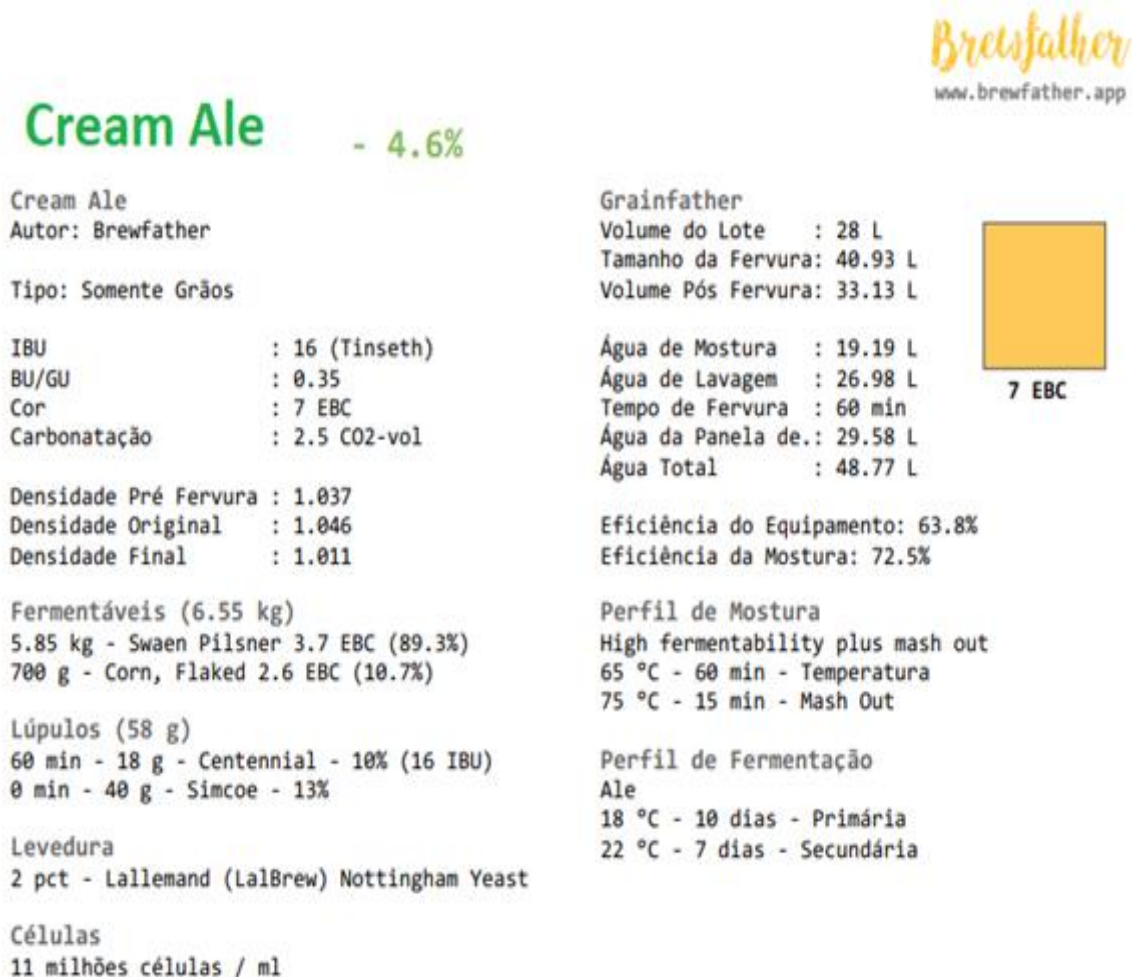 Brewfather
www.brewfather.app
Cream Ale - 4.6%
Cream Ale
Autor: Brewfather
Tipo: Somente Grãos
IBU : 16 (Tinseth)
BU/GU : 0.35
Cor : 7 EBC
Carbonatação : 2.5 CO2-vol
Densidade Pré Fervura : 1.037
Densidade Original : 1.046
Densidade Final : 1.011
Fermentáveis (6.55 kg)
5.85 kg - Swaen Pilsner 3.7 EBC (89.3%)
700 g - Corn, Flaked 2.6 EBC (10.7%)
Lúpulos (58 g)
60 min - 18 g - Centennial - 10% (16 IBU)
0 min - 40 g - Simcoe - 13%
Levedura
2 pct - Lallemand (LalBrew) Nottingham Yeast
Células
11 milhões células / ml
Grainfather
Volume do Lote : 28 L
Tamanho da Fervura: 40.93 L
Volume Pós Fervura: 33.13 L
Água de Mostura : 19.19 L
Água de Lavagem : 26.98 L
Tempo de Fervura : 60 min
Água da Panela de.: 29.58 L
Água Total : 48.77 L
7 EBC
Eficiência do Equipamento: 63.8%
Eficiência da Mostura: 72.5%
Perfil de Mostura
High fermentability plus mash out
65 °C - 60 min - Temperatura
75 °C - 15 min - Mash Out
Perfil de Fermentação
Ale
18 °C - 10 dias - Primária
22 °C - 7 dias - Secundária